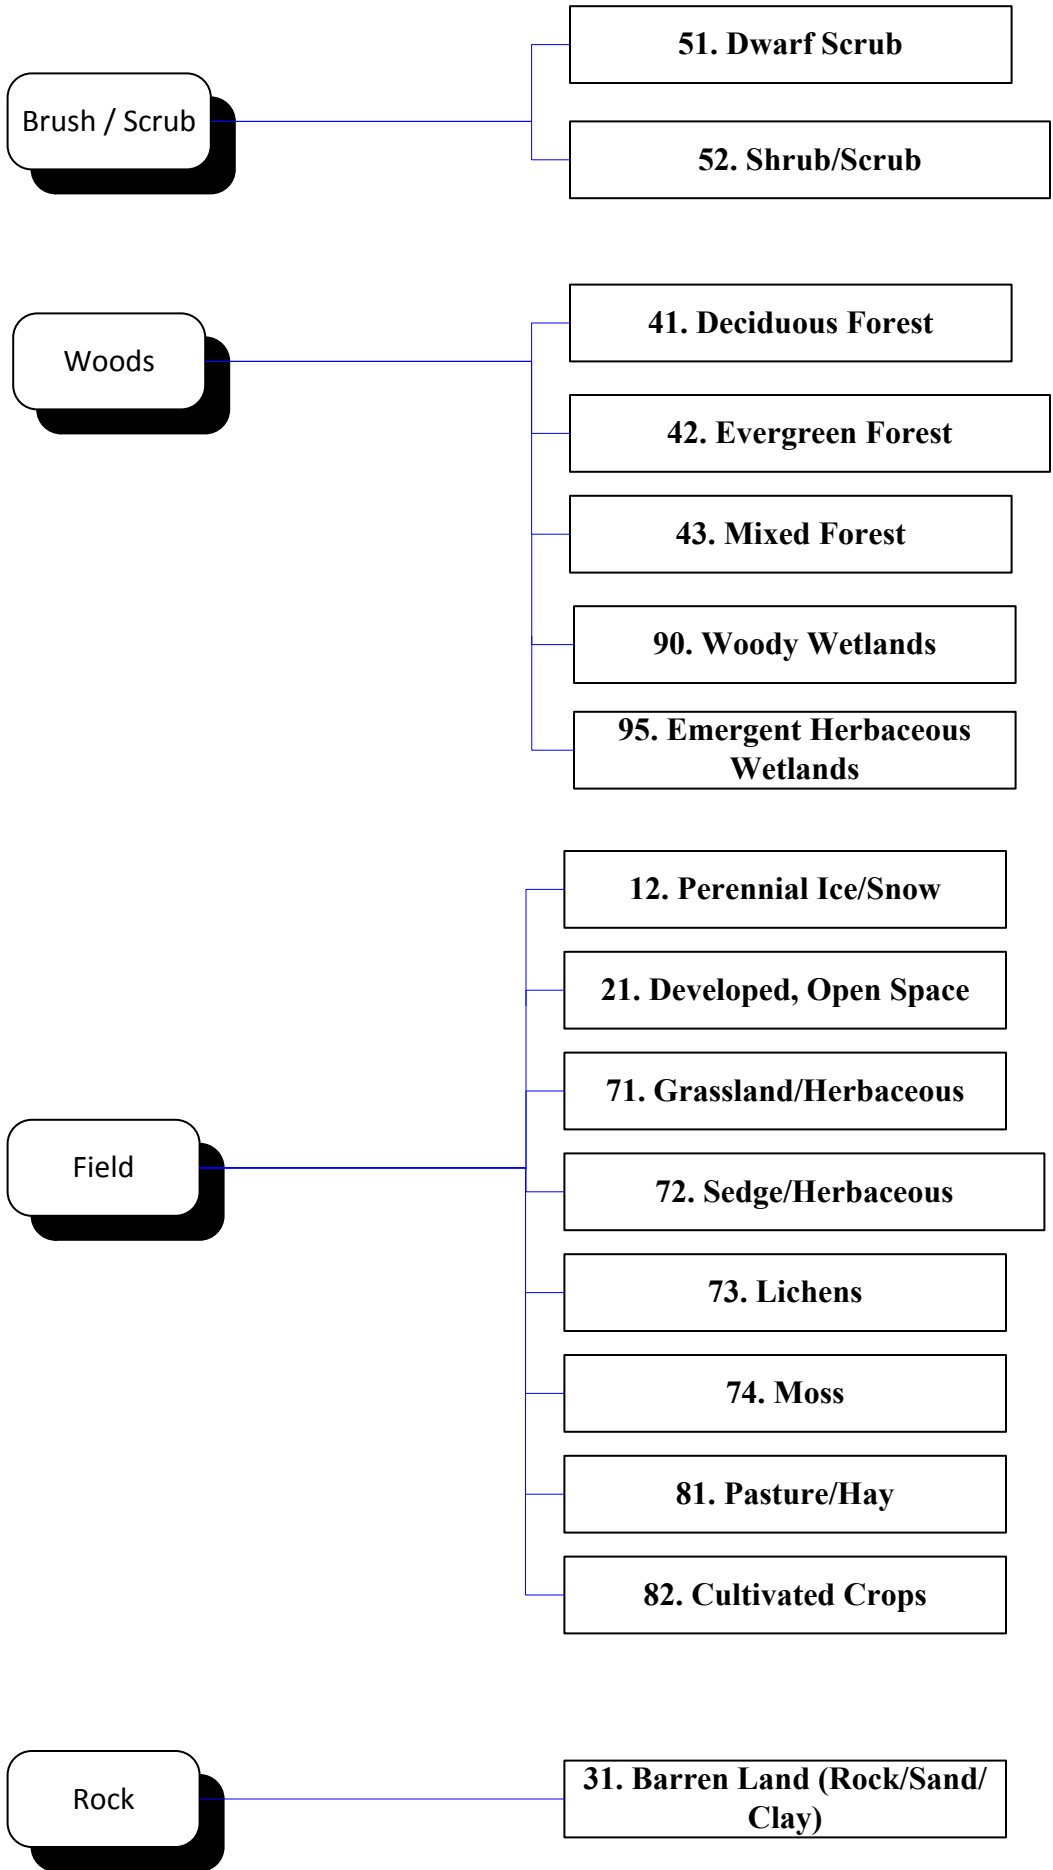 Brush / Scrub
51. Dwarf Scrub
52. Shrub/Scrub
Woods
41. Deciduous Forest
42. Evergreen Forest
43. Mixed Forest
90. Woody Wetlands
95. Emergent Herbaceous
Wetlands
Field
12. Perennial Ice/Snow
21. Developed, Open Space
71. Grassland/Herbaceous
72. Sedge/Herbaceous
73. Lichens
74. Moss
81. Pasture/Hay
82. Cultivated Crops
Rock
31. Barren Land (Rock/Sand/
Clay)